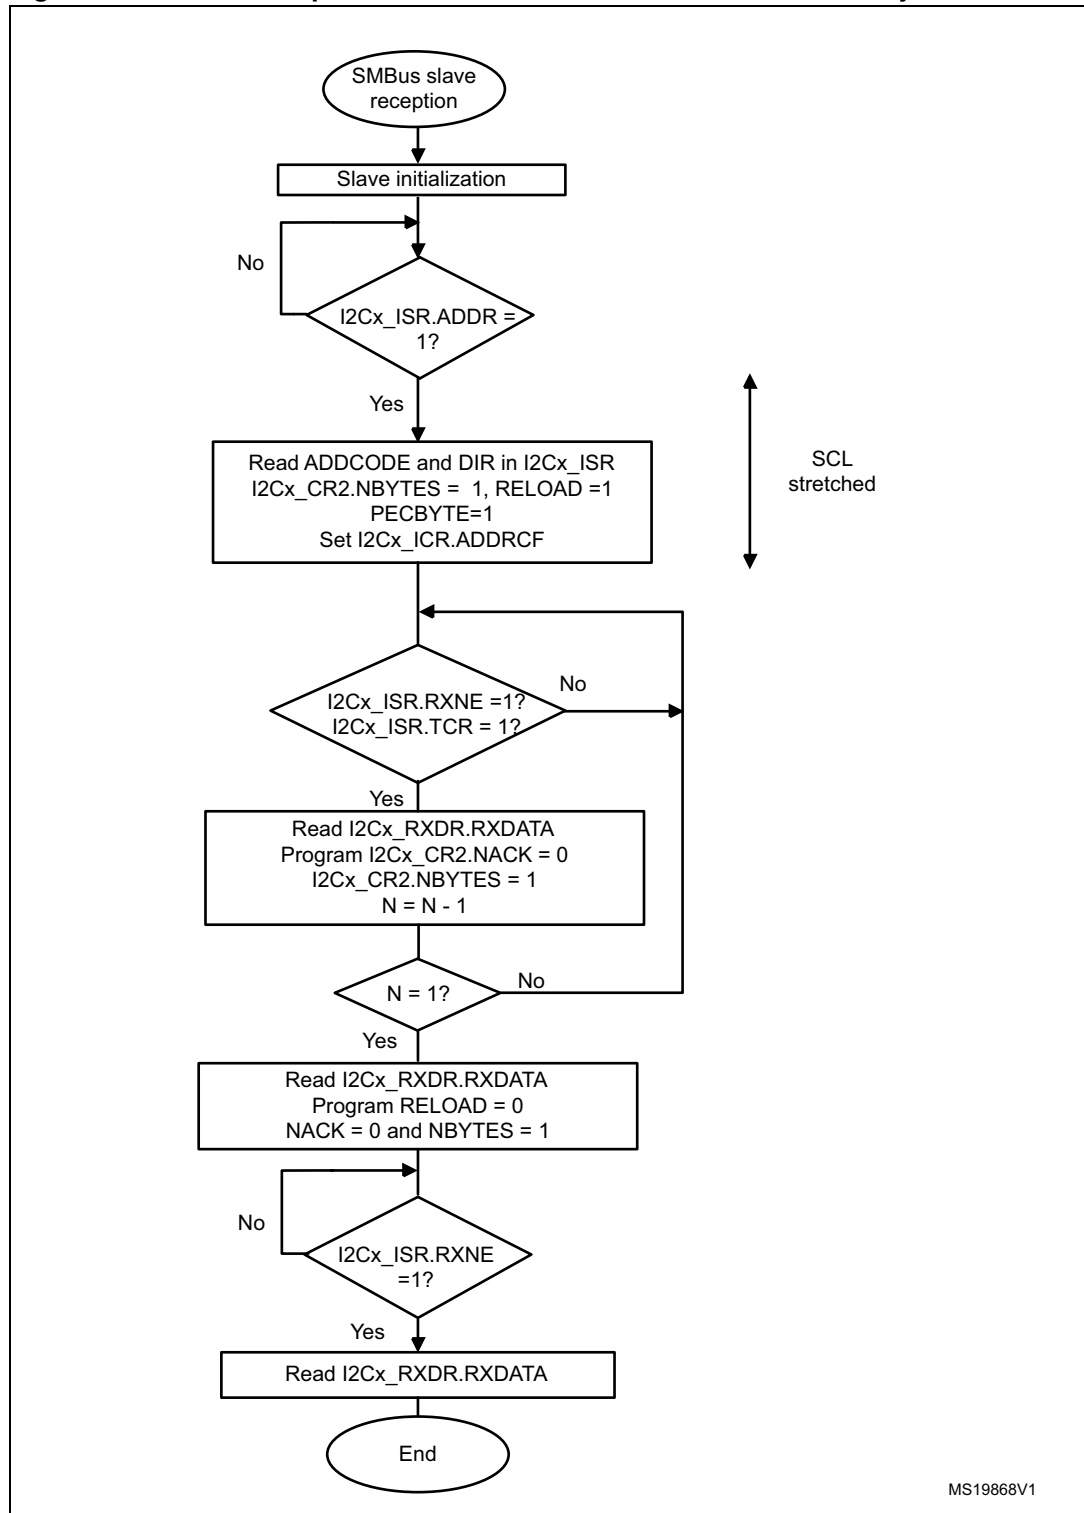 SMBus slave
reception
Slave initialization
No
I2Cx_ISR.ADDR =
1?
Yes
Read ADDCODE and DIR in I2Cx_ISR
I2Cx_CR2.NBYTES = 1, RELOAD =1
PECBYTE=1
Set I2Cx_ICR.ADDRCF
SCL
stretched
I2Cx_ISR.RXNE =1?
I2Cx_ISR.TCR = 1?
No
Yes
Read I2Cx_RXDR.RXDATA
Program I2Cx_CR2.NACK = 0
I2Cx_CR2.NBYTES = 1
N = N - 1
N = 1?
No
Yes
Read I2Cx_RXDR.RXDATA
Program RELOAD = 0
NACK = 0 and NBYTES = 1
No
I2Cx_ISR.RXNE
=1?
Yes
Read I2Cx_RXDR.RXDATA
End
MS19868V1